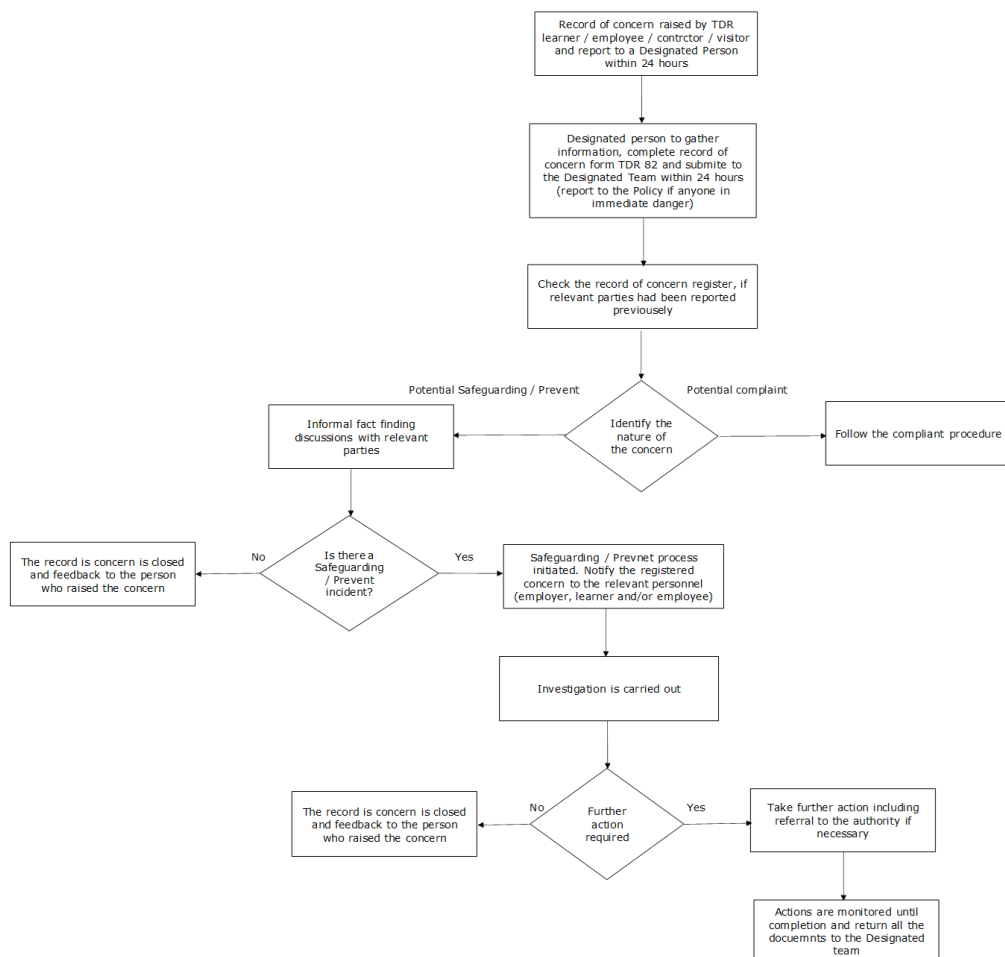 Record of concern raised by TDR
learner / employee / contrctor / visitor
and report to a Designated Person
within 24 hours
Designated person to gather
information, complete record of
concern form TDR 82 and submite to
the Designated Team within 24 hours
(report to the Policy if anyone in
immediate danger)
Check the record of concern register, if
relevant parties had been reported
previousely
Potential Safeguarding / Prevent
Potential complaint
Identify the
nature of
the concern
Informal fact finding
discussions with relevant
parties
Follow the compliant procedure
No
Yes
Is there a
Safeguarding
/ Prevent
incident?
The record is concern is closed
and feedback to the person
who raised the concern
Safeguarding / Prevnet process
initiated. Notify the registered
concern to the relevant personnel
(employer, learner and/or employee)
Investigation is carried out
No
Yes
Further
action
required
The record is concern is closed
and feedback to the person
who raised the concern
Take further action including
referral to the authority if
necessary
Actions are monitored until
completion and return all the
docuemnts to the Designated
team